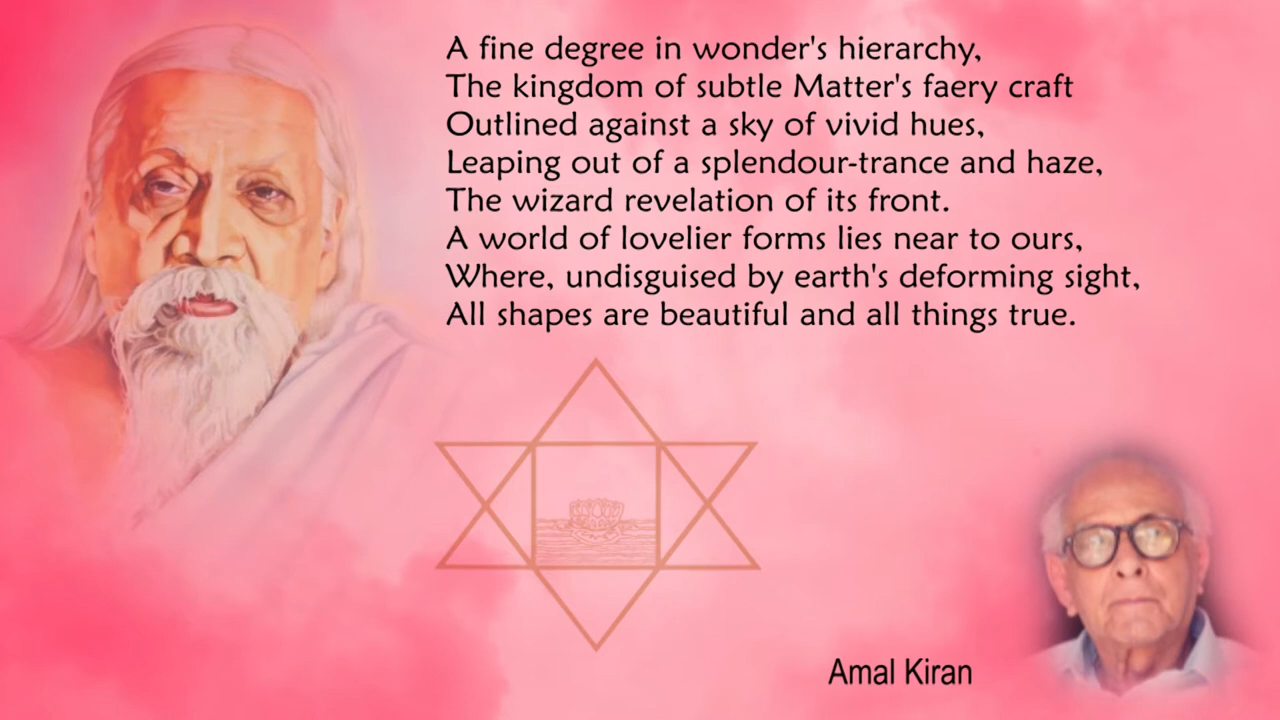 A fine degree in wonder's hierarchy,
The kingdom of subtle Matter's faery craft
Outlined against a sky of vivid hues,
Leaping out of a splendour-trance and haze,
The wizard revelation of its front.
A world of lovelier forms lies near to ours,
Where, undisguised by earth's deforming sight,
All shapes are beautiful and all things true.
Amal Kiran